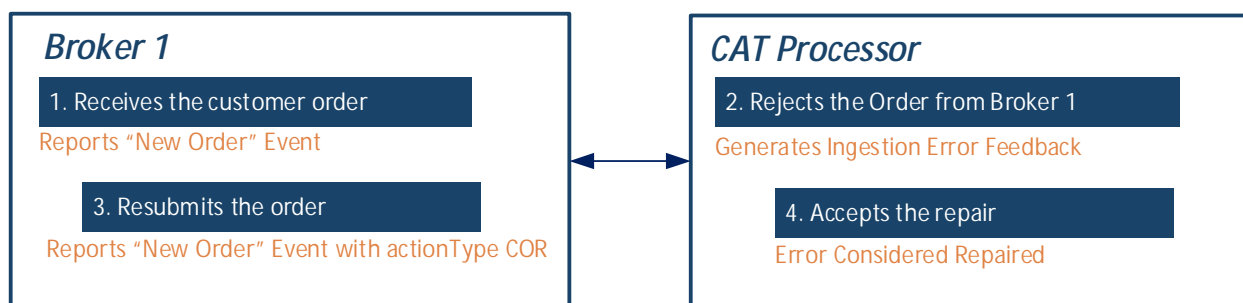 Broker 1
1. Receives the customer order
Reports “New Order” Event
3. Resubmits the order
Reports “New Order” Event with actionType COR
CAT Processor
2. Rejects the Order from Broker 1
Generates Ingestion Error Feedback
4. Accepts the repair
Error Considered Repaired